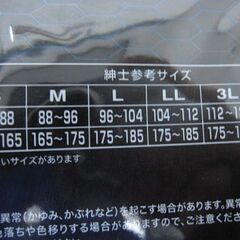 紳士参考サイズ
M L LL 3L
88 88~96 96~104 104~112 112~
165 165~175 175~185 175~185 175~
いサイズがあります
異常(かゆみ、かぶれなど)を起こす場合があります。
色落ちや色移りする場合がありますので、ご注意